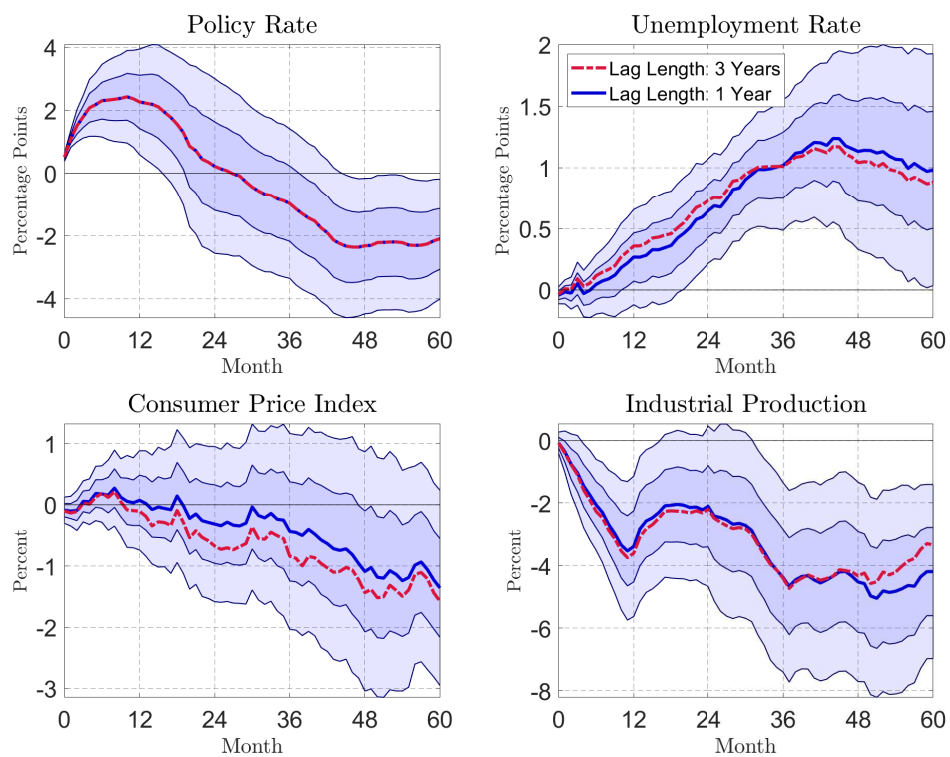 Policy Rate
Percentage Points
4
2
0
-2
-4
0 12 24 36 48 60
Month
Unemployment Rate
Percentage Points
2
1.5
1
0.5
0
Lag Length: 3 Years
Lag Length: 1 Year
0 12 24 36 48 60
Month
Consumer Price Index
Percent
1
0
-1
-2
-3
0 12 24 36 48 60
Month
Industrial Production
Percent
0
-2
-4
-6
-8
0 12 24 36 48 60
Month